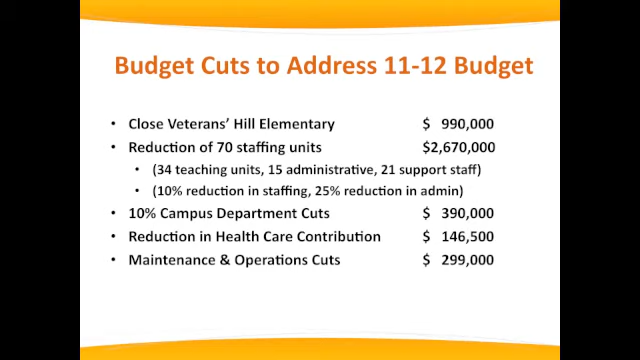 Budget Cuts to Address 11-12 Budget
• Close Veterans' Hill Elementary $ 990,000
• Reduction of 70 staffing units $2,670,000
• (34 teaching units, 15 administrative, 21 support staff)
• (10% reduction in staffing, 25% reduction in admin)
• 10% Campus Department Cuts $ 390,000
• Reduction in Health Care Contribution $ 146,500
• Maintenance & Operations Cuts $ 299,000